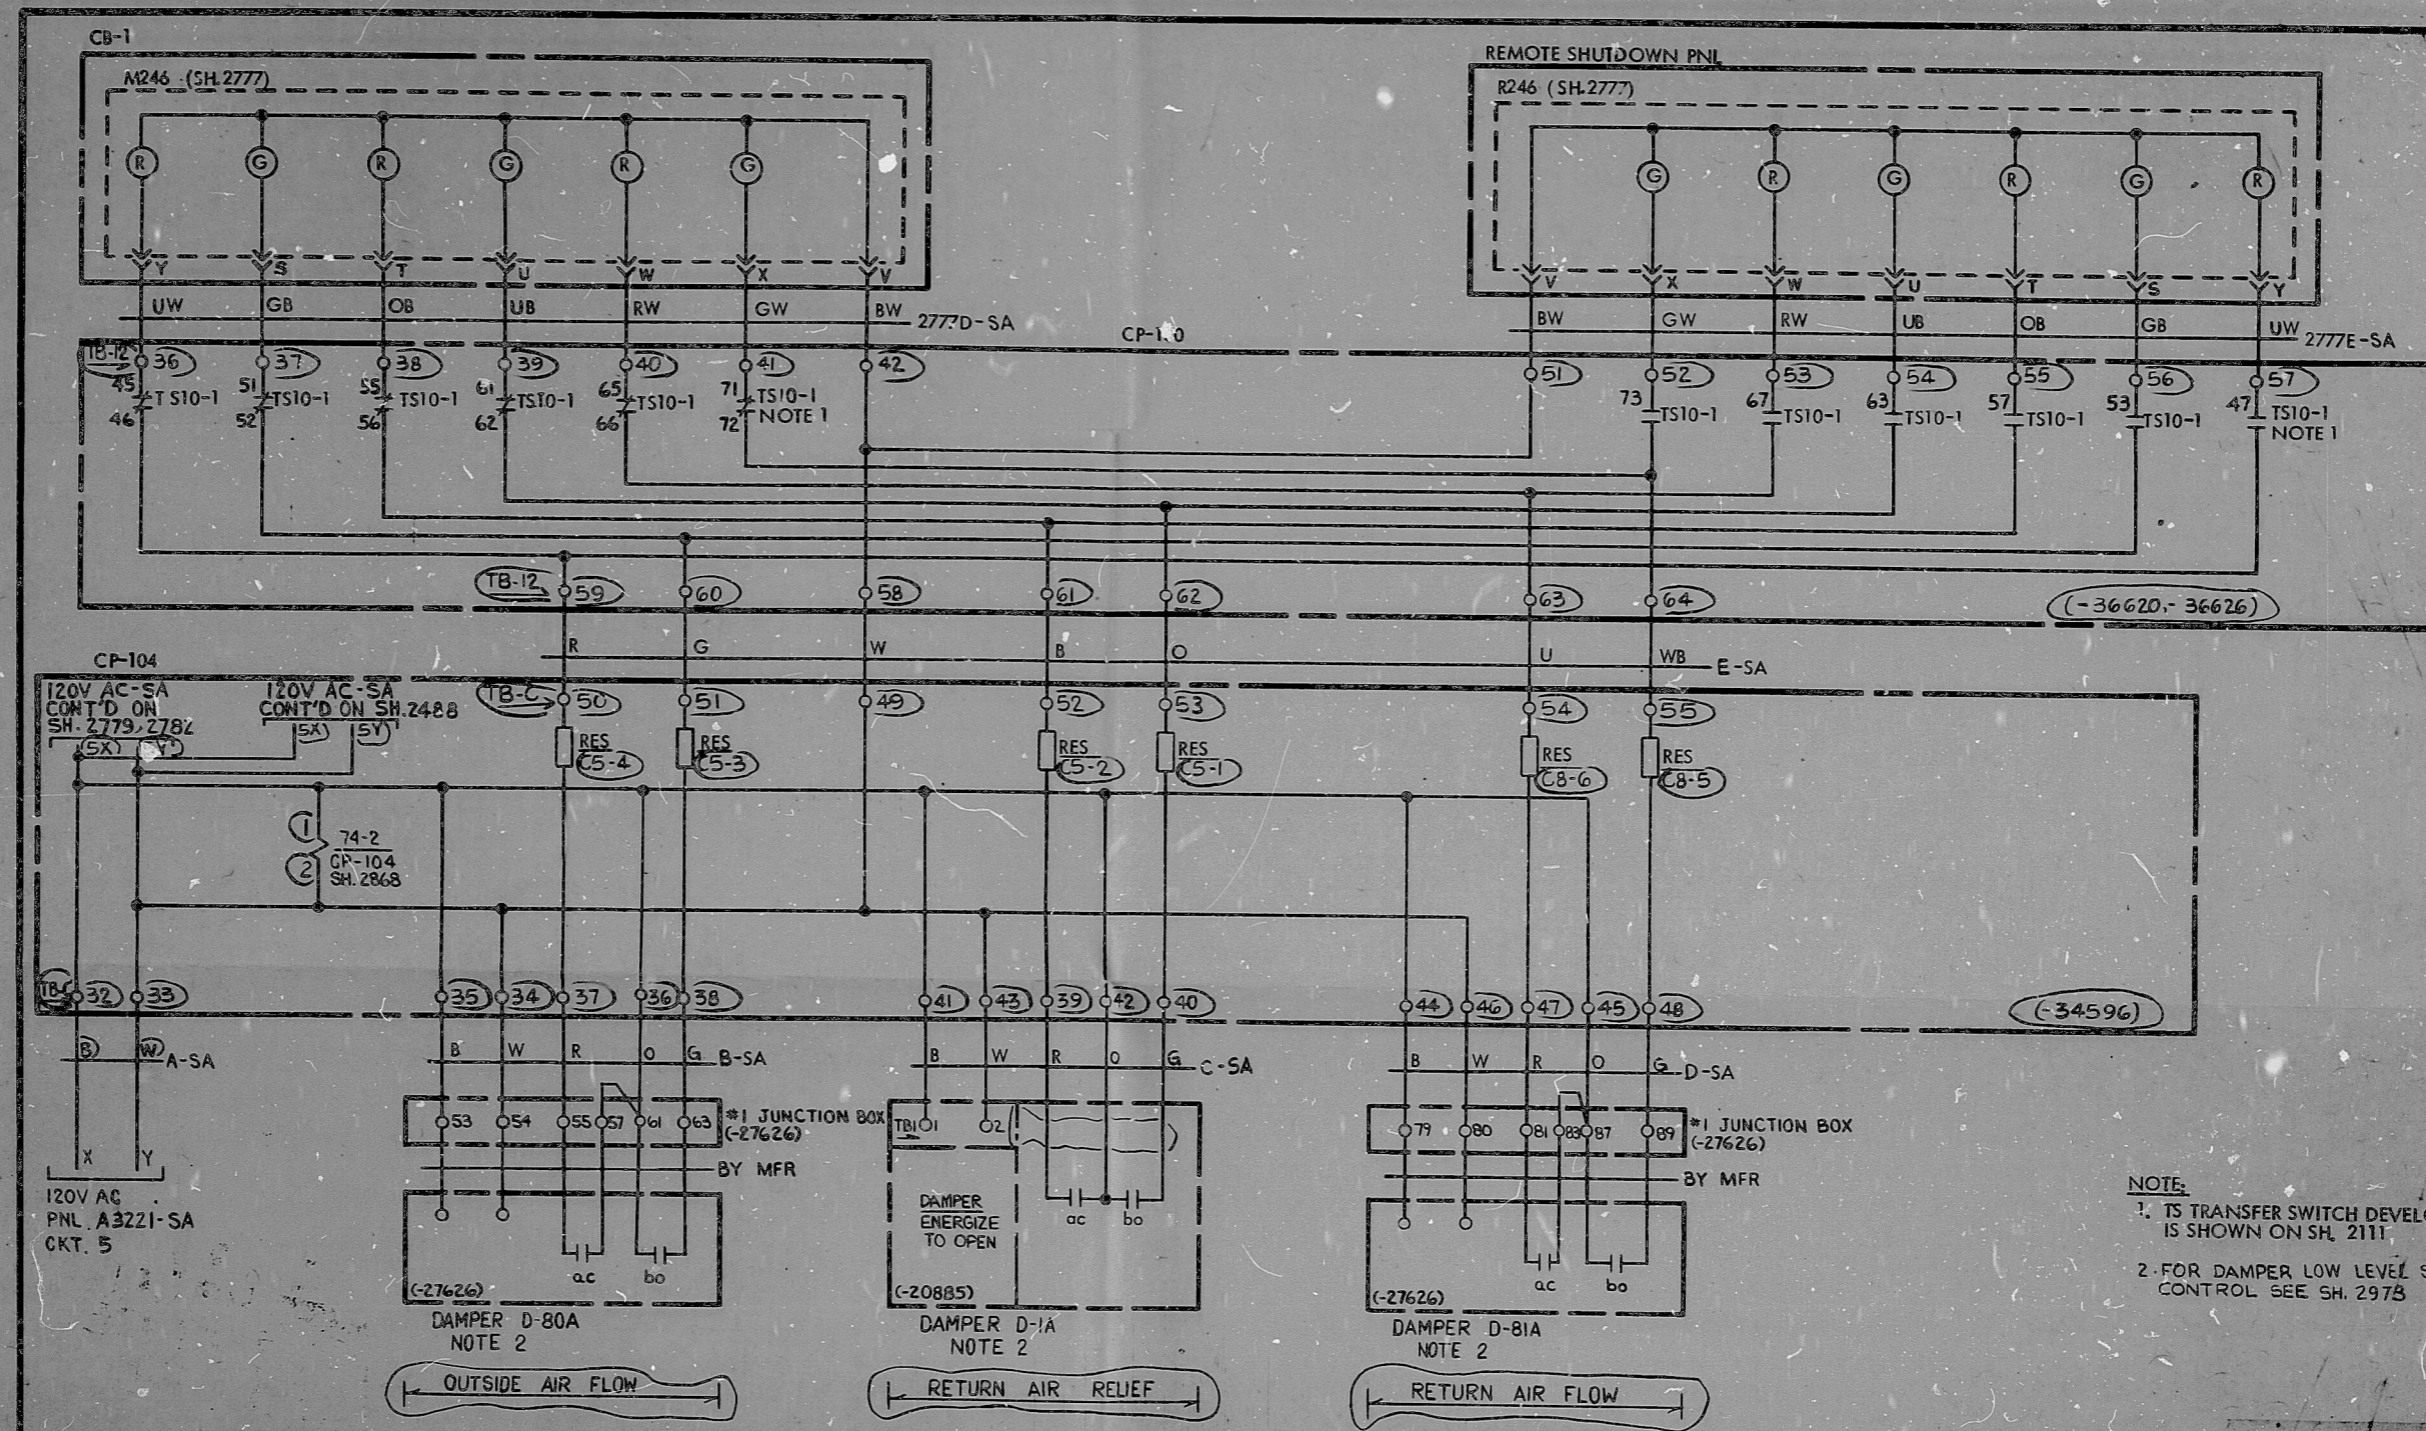 CB-1
REMOTE SHUTDOWN PNL
M246 (SH.2777)
R246 (SH.2777)
R G R G R G
G R G R G R
Y S T U W X V
V X W U T S Y
UW GB OB UB RW GW BW 2777D-SA
BW GW RW UB OB GB UW 2777E-SA
TB-12 36 37 38 39 40 41 42
51 52 53 54 55 56 57
45 51 55 61 65 71
TS10-1 TS10-1 TS10-1 TS10-1 TS10-1 TS10-1
46 52 56 62 66 72 NOTE 1
73 67 63 57 53 47
TS10-1 TS10-1 TS10-1 TS10-1 TS10-1 TS10-1
NOTE 1
TB-12 59 60 58 61 62 63 64
(-36620,-36626)
R G W B O U WB E-SA
CP-104
120V AC-SA
CONT'D ON
SH. 2779, 2782
5X
120V AC-SA
CONT'D ON SH.2488
5X 5Y
TB-C 50 51 49 52 53 54 55
RES C5-4
RES C5-3
RES C5-2
RES C5-1
RES C8-6
RES C8-5
1
2
74-2
CP-104
SH.2868
32 33 35 34 37 36 38 41 43 39 42 40 44 46 47 45 48
(-34596)
B W A-SA
B W R O G B-SA
B W R O G C-SA
B W R O G D-SA
53 54 55 57 61 63
#1 JUNCTION BOX
(-27626)
TB1 1 2
79 80 81 83 87 89
#1 JUNCTION BOX
(-27626)
BY MFR
BY MFR
X Y
120V AC
PNL. A3221-SA
CKT. 5
ac bo
(-27626)
DAMPER D-80A
NOTE 2
OUTSIDE AIR FLOW
DAMPER
ENERGIZE
TO OPEN
ac bo
(-20885)
DAMPER D-1A
NOTE 2
RETURN AIR RELIEF
ac bo
(-27626)
DAMPER D-81A
NOTE 2
RETURN AIR FLOW
NOTE:
1. TS TRANSFER SWITCH
IS SHOWN ON SH. 2111
2. FOR DAMPER LOW LEVEL
CONTROL SEE SH. 2973